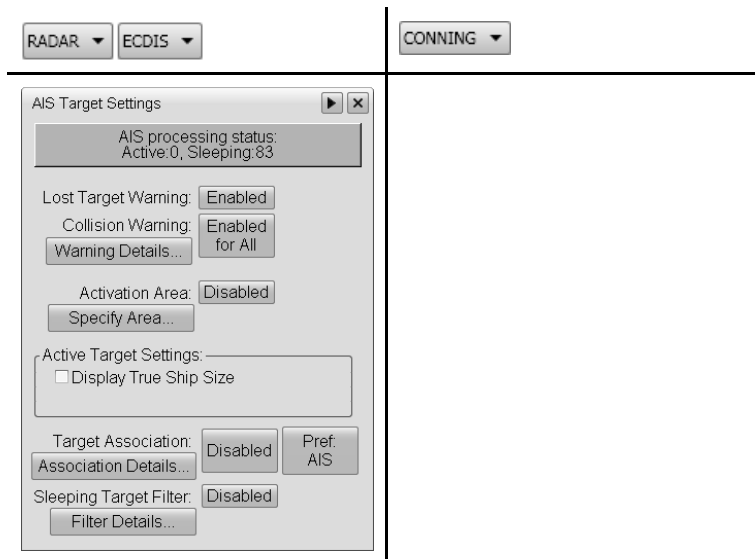 RADAR
ECDIS
CONNING
AIS Target Settings
AIS processing status:
Active:0, Sleeping:83
Lost Target Warning: Enabled
Collision Warning: Enabled for All
Warning Details...
Activation Area: Disabled
Specify Area...
Active Target Settings:
Display True Ship Size
Target Association: Disabled Pref: AIS
Association Details...
Sleeping Target Filter: Disabled
Filter Details...